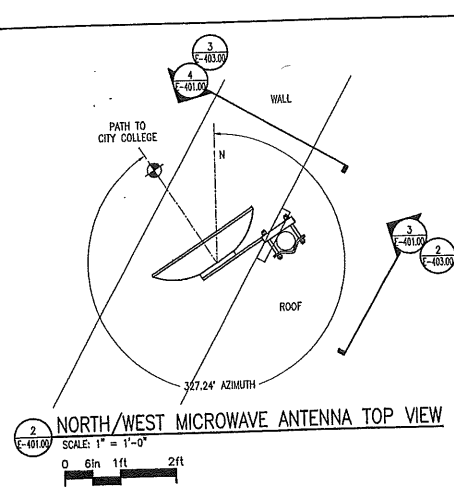 3
E-403.00
4
E-401.00
WALL
PATH TO
CITY COLLEGE
N
3
E-401.00
2
E-403.00
ROOF
327.24' AZIMUTH
2
E-401.00
NORTH/WEST MICROWAVE ANTENNA TOP VIEW
SCALE: 1" = 1'-0"
0 6in 1ft 2ft